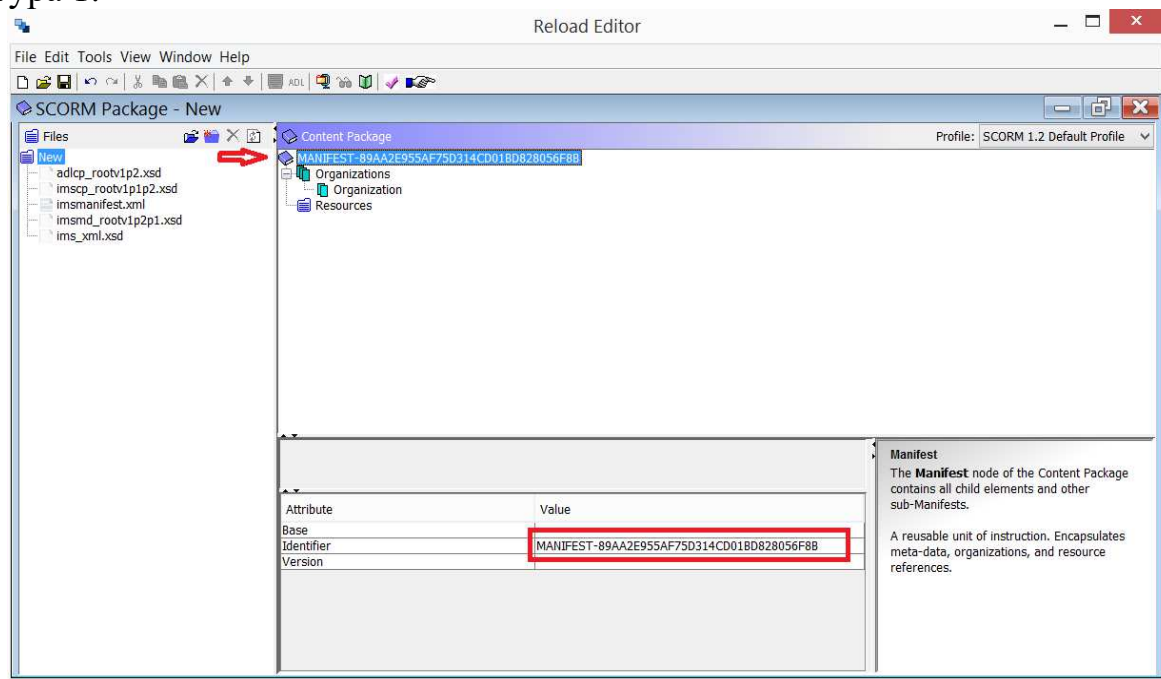 Reload Editor
File Edit Tools View Window Help
ADL
SCORM Package - New
Files
Content Package
Profile: SCORM 1.2 Default Profile
New
adlcp_rootv1p2.xsd
imscp_rootv1p1p2.xsd
imsmanifest.xml
imsmd_rootv1p2p1.xsd
ims_xml.xsd
MANIFEST-89AA2E955AF75D314CD01BD828056F8B
Organizations
Organization
Resources
Attribute Value
Base
Identifier MANIFEST-89AA2E955AF75D314CD01BD828056F8B
Version
Manifest
The Manifest node of the Content Package
contains all child elements and other
sub-Manifests.
A reusable unit of instruction. Encapsulates
meta-data, organizations, and resource
references.